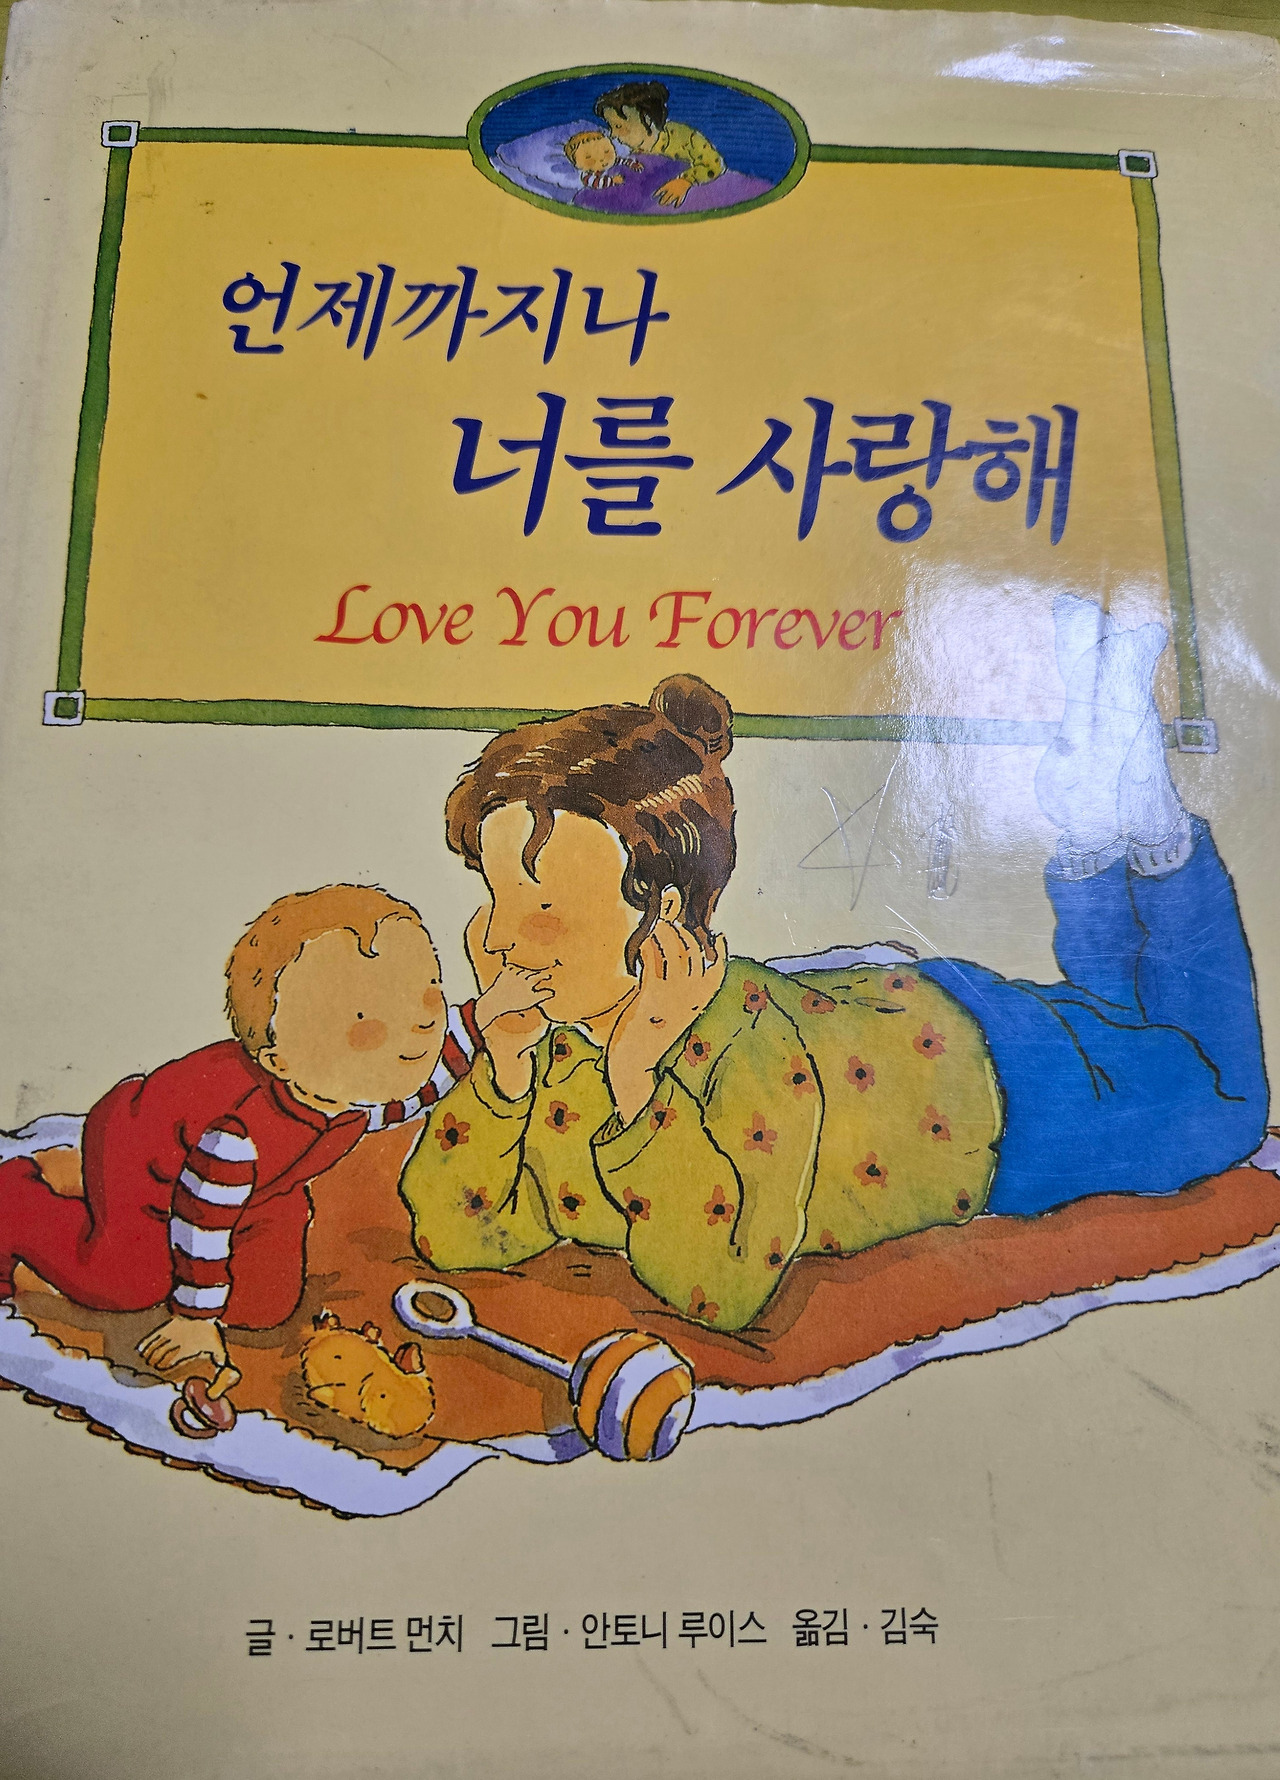 언제까지나
너를 사랑해
Love You Forever
글 · 로버트 먼치 그림 · 안토니 루이스 옮김 · 김숙